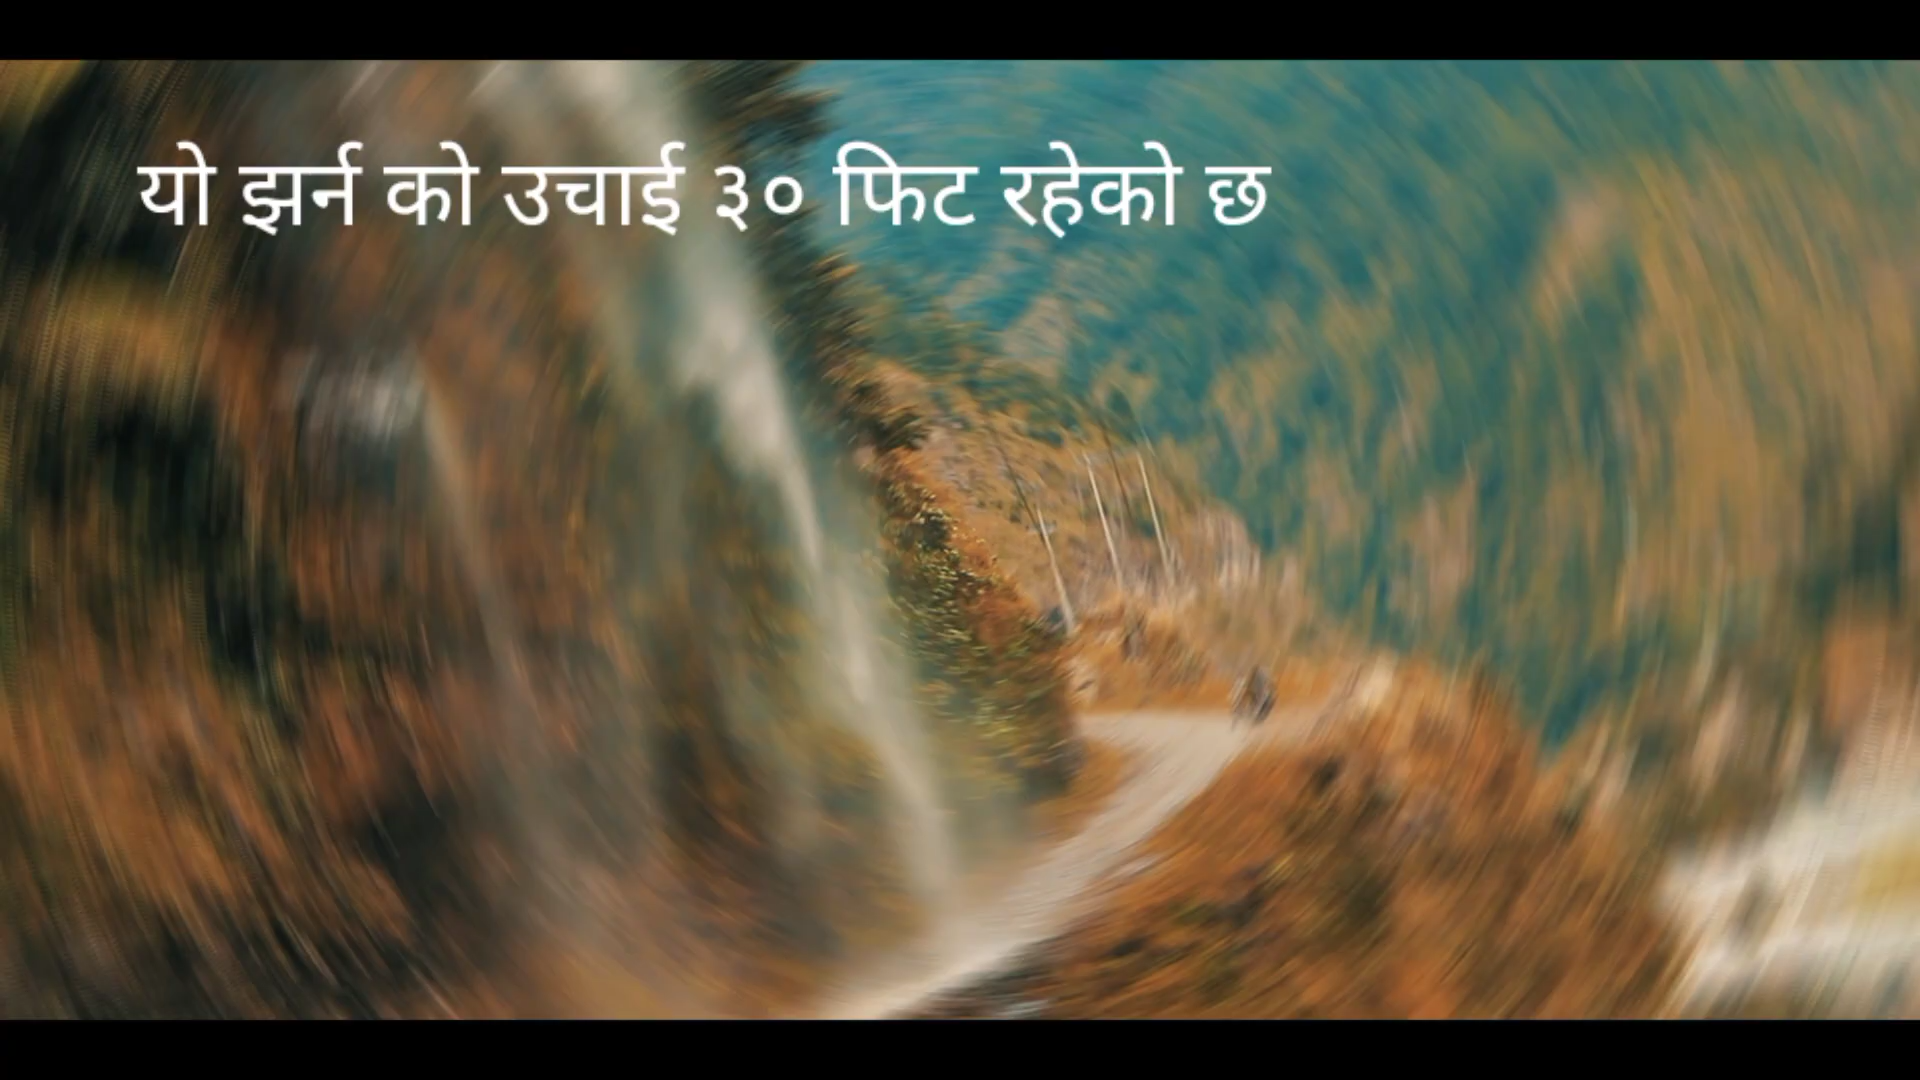 यो झर्न को उचाई ३० फिट रहेको छ